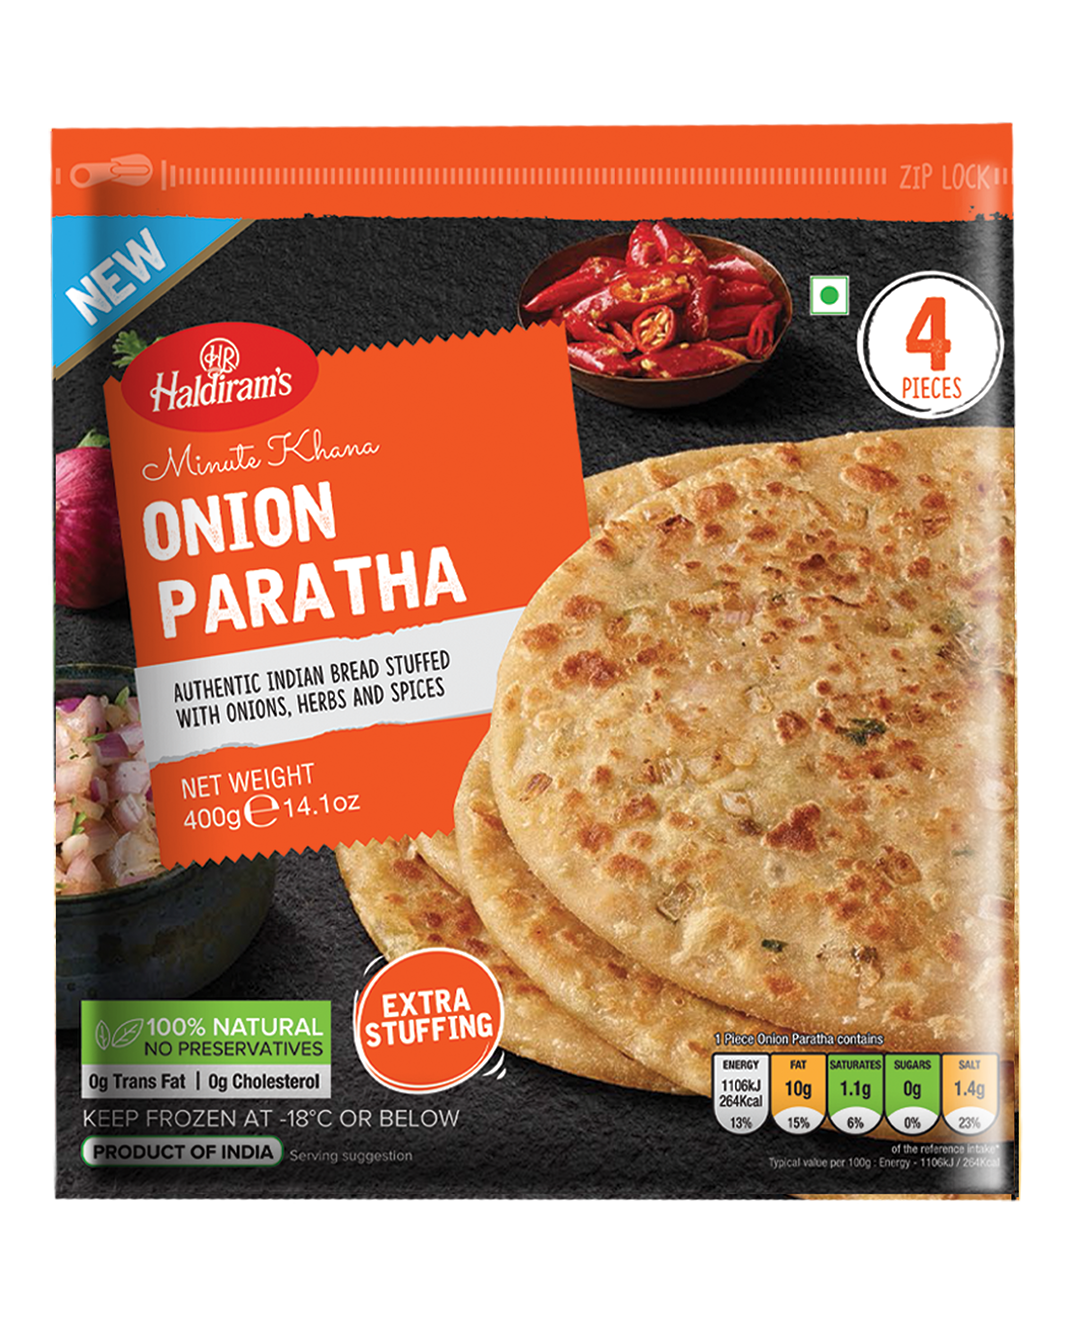 ZIP LOCK
NEW
HR
Haldiram's
4
PIECES
Minute Khana
ONION
PARATHA
AUTHENTIC INDIAN BREAD STUFFED
WITH ONIONS, HERBS AND SPICES
NET WEIGHT
400g℮14.1oz
EXTRA
STUFFING
100% NATURAL
NO PRESERVATIVES
0g Trans Fat | 0g Cholesterol
KEEP FROZEN AT -18°C OR BELOW
PRODUCT OF INDIA Serving suggestion
1 Piece Onion Paratha contains
ENERGY FAT SATURATES SUGARS SALT
1106kJ 10g 1.1g 0g 1.4g
264Kcal
13% 15% 6% 0% 23%
of the reference intake*
Typical value per 100g : Energy - 1106kJ / 264Kcal